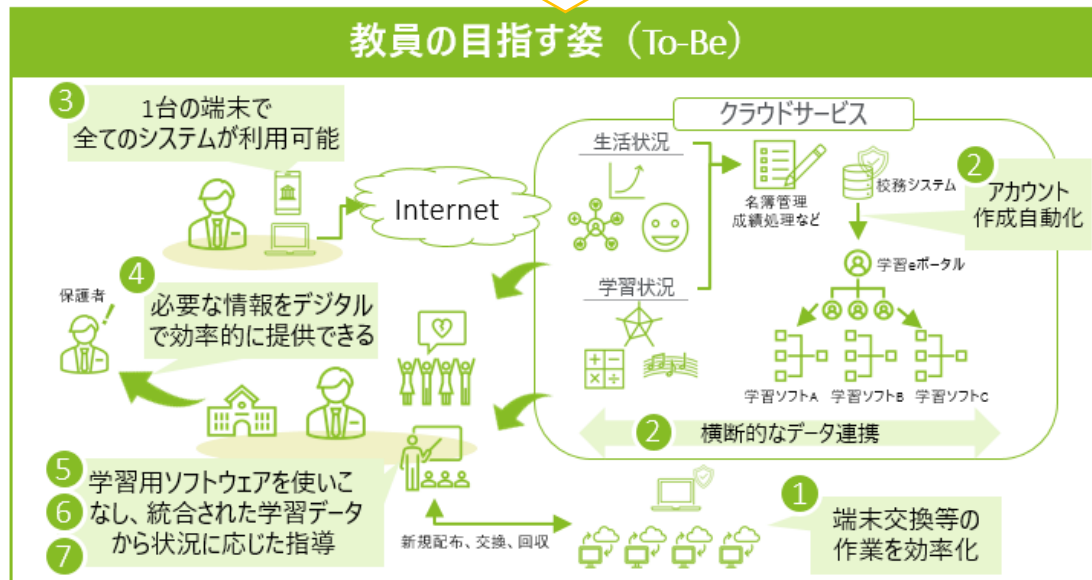 教員の目指す姿（To-Be）
3
1台の端末で
全てのシステムが利用可能
Internet
クラウドサービス
生活状況
名簿管理
成績処理など
校務システム
2
アカウント
作成自動化
学習eポータル
学習状況
学習ソフトA 学習ソフトB 学習ソフトC
2 横断的なデータ連携
4
保護者
必要な情報をデジタル
で効率的に提供できる
5
6
7
学習用ソフトウェアを使いこ
なし、統合された学習データ
から状況に応じた指導
新規配布、交換、回収
1
端末交換等の
作業を効率化